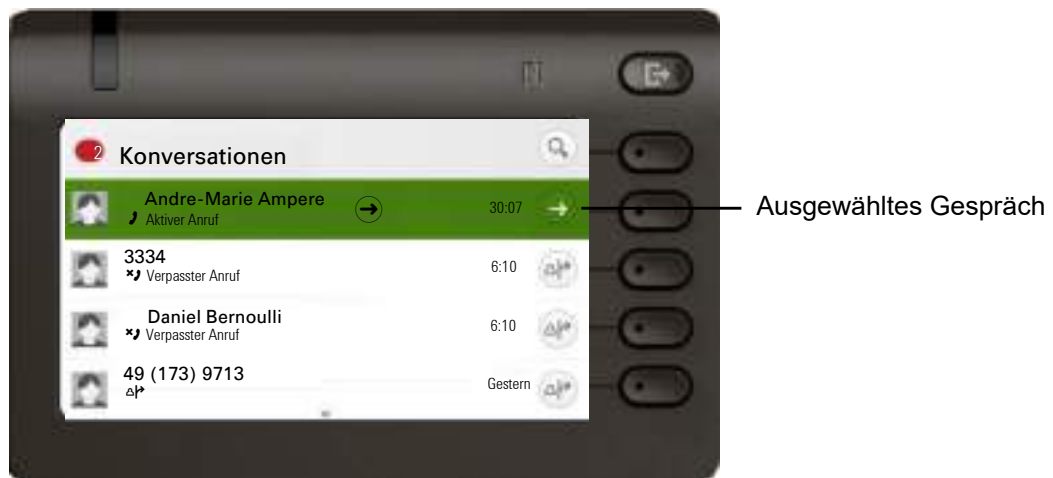 2 Konversationen
Andre-Marie Ampere
Aktiver Anruf
30:07
Ausgewähltes Gespräch
3334
Verpasster Anruf
6:10
Daniel Bernoulli
Verpasster Anruf
6:10
49 (173) 9713
Gestern